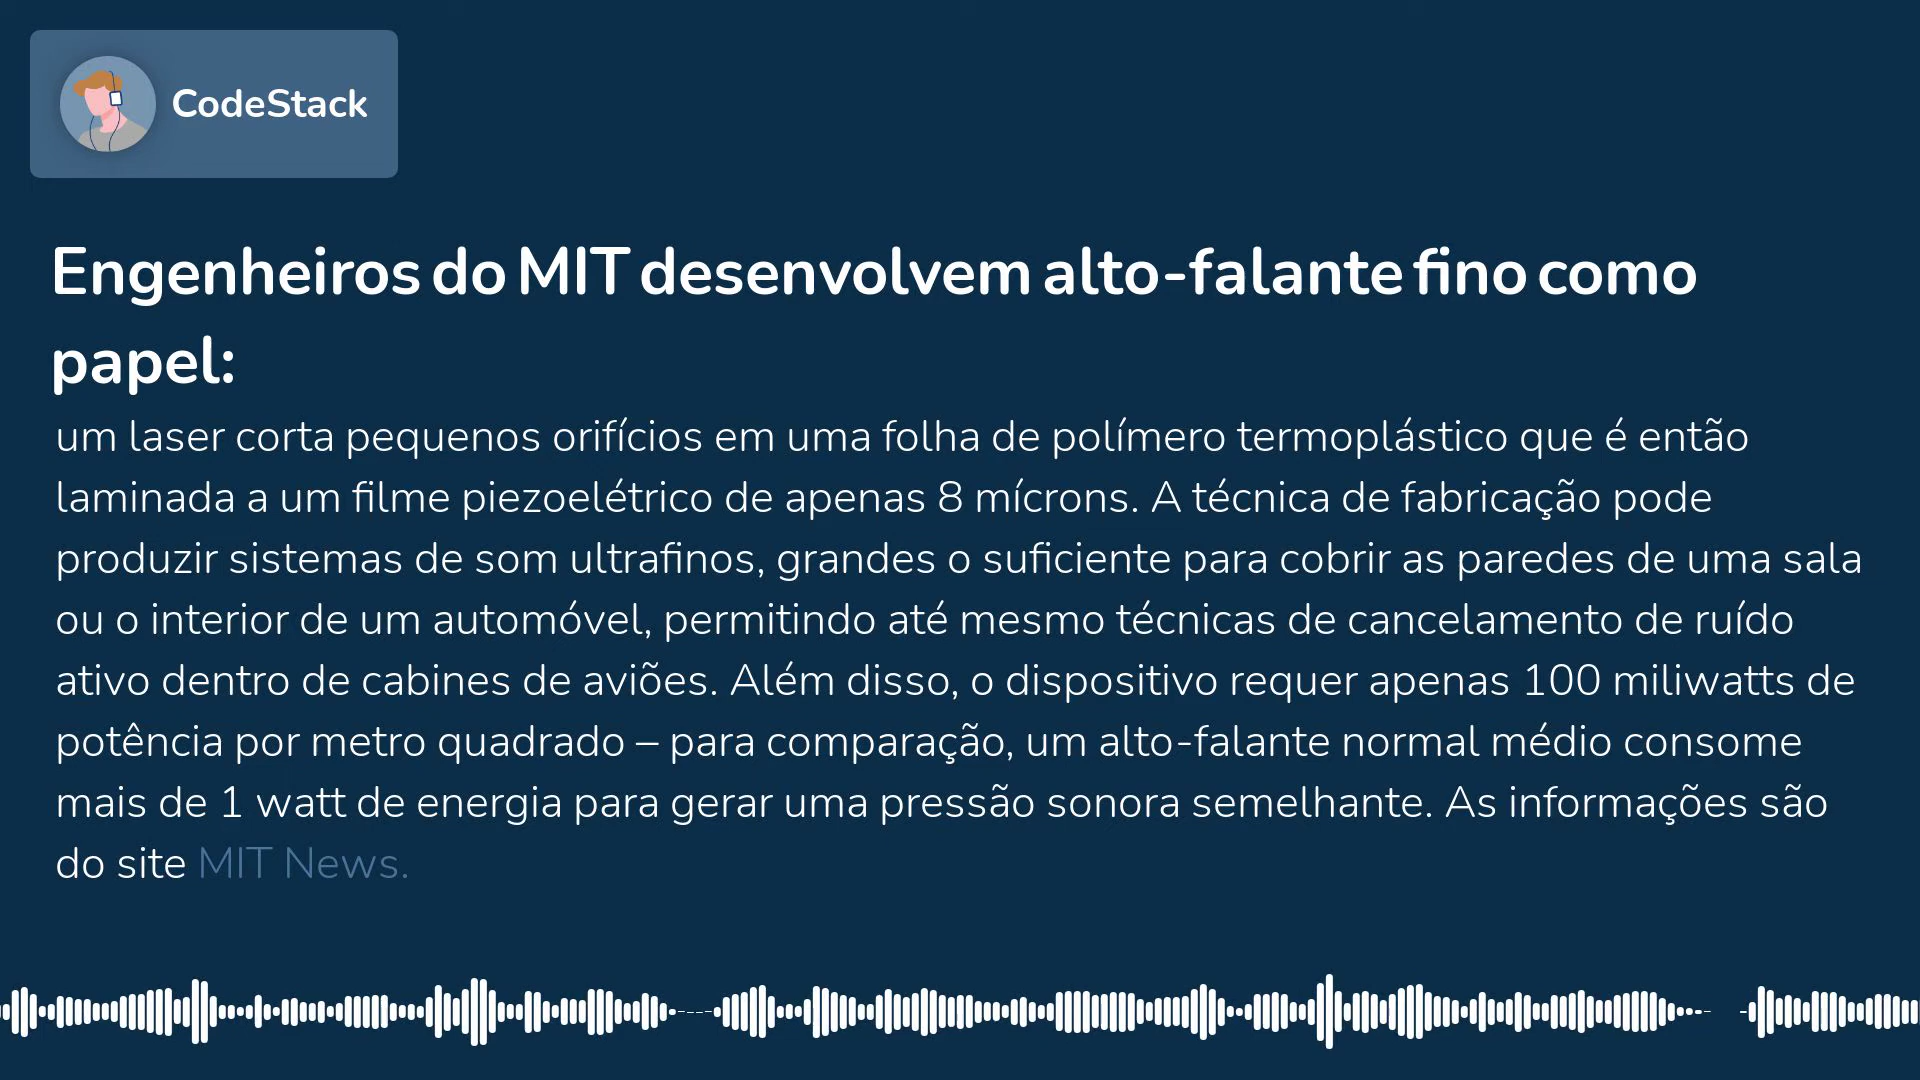 CodeStack
Engenheiros do MIT desenvolvem alto-falante fino como
papel:
um laser corta pequenos orifícios em uma folha de polímero termoplástico que é então
laminada a um filme piezoelétrico de apenas 8 mícrons. A técnica de fabricação pode
produzir sistemas de som ultrafinos, grandes o suficiente para cobrir as paredes de uma sala
ou o interior de um automóvel, permitindo até mesmo técnicas de cancelamento de ruído
ativo dentro de cabines de aviões. Além disso, o dispositivo requer apenas 100 miliwatts de
potência por metro quadrado – para comparação, um alto-falante normal médio consome
mais de 1 watt de energia para gerar uma pressão sonora semelhante. As informações são
do site MIT News.